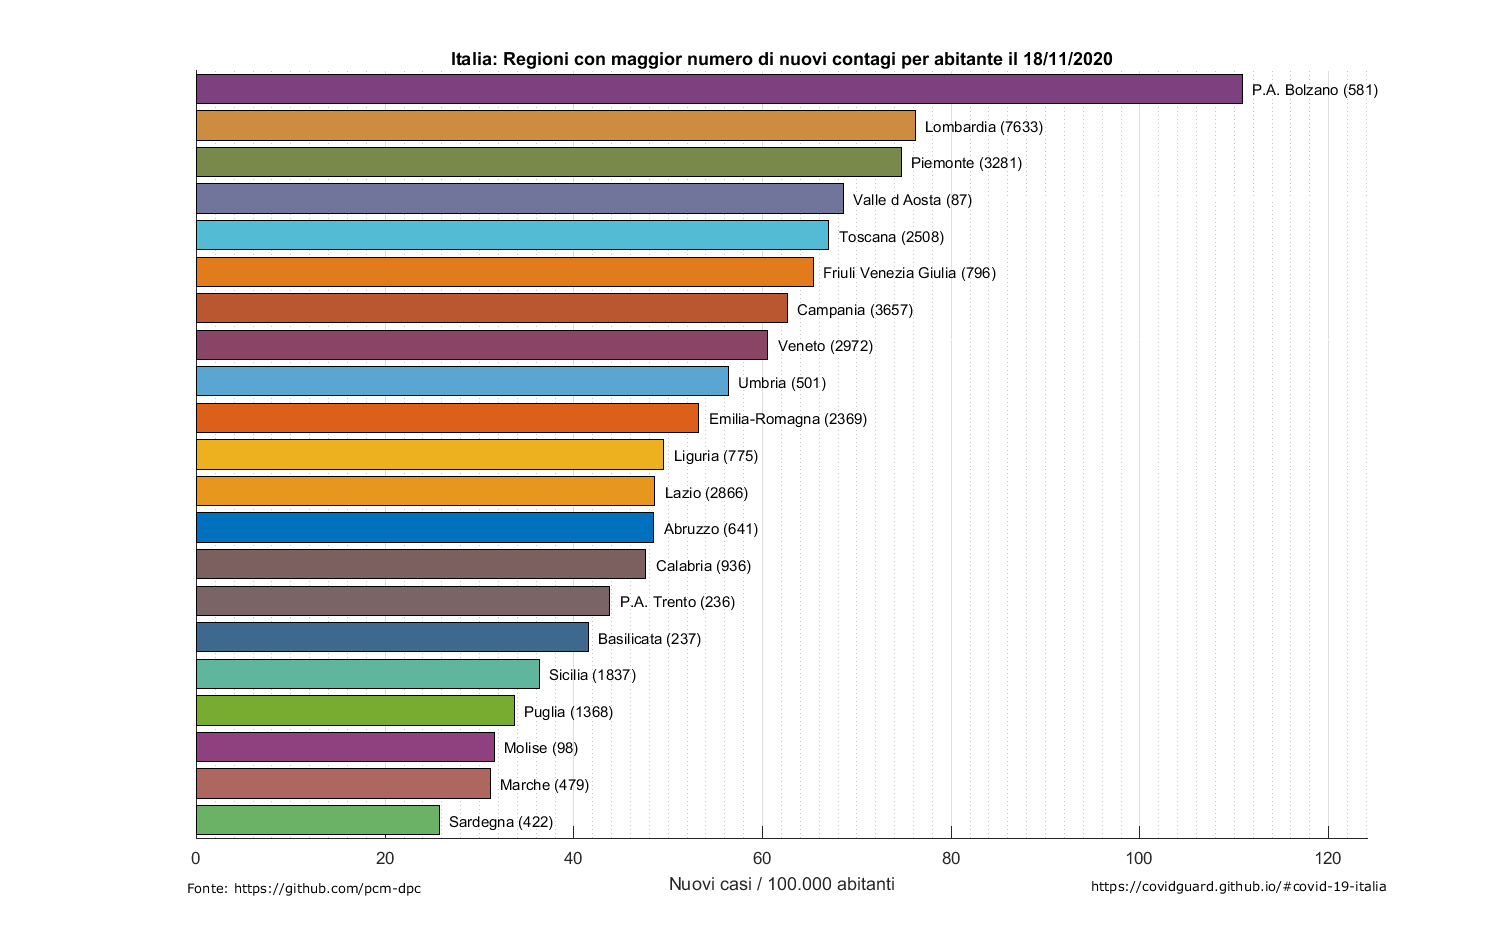 Italia: Regioni con maggior numero di nuovi contagi per abitante il 18/11/2020
P.A. Bolzano (581)
Lombardia (7633)
Piemonte (3281)
Valle d Aosta (87)
Toscana (2508)
Friuli Venezia Giulia (796)
Campania (3657)
Veneto (2972)
Umbria (501)
Emilia-Romagna (2369)
Liguria (775)
Lazio (2866)
Abruzzo (641)
Calabria (936)
P.A. Trento (236)
Basilicata (237)
Sicilia (1837)
Puglia (1368)
Molise (98)
Marche (479)
Sardegna (422)
0 20 40 60 80 100 120
Nuovi casi / 100.000 abitanti
Fonte: https://github.com/pcm-dpc
https://covidguard.github.io/#covid-19-italia